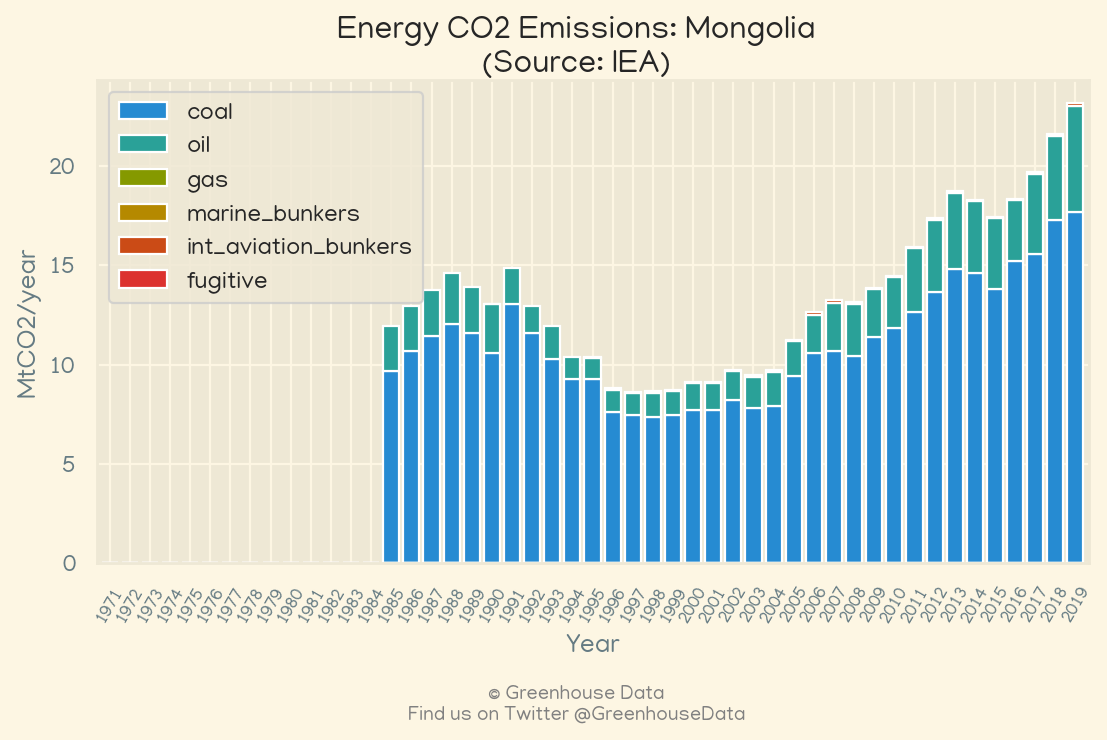 Energy CO2 Emissions: Mongolia
(Source: IEA)
coal
oil
gas
marine_bunkers
int_aviation_bunkers
fugitive
MtCO2/year
20
15
10
5
0
1971 1972 1973 1974 1975 1976 1977 1978 1979 1980 1981 1982 1983 1984 1985 1986 1987 1988 1989 1990 1991 1992 1993 1994 1995 1996 1997 1998 1999 2000 2001 2002 2003 2004 2005 2006 2007 2008 2009 2010 2011 2012 2013 2014 2015 2016 2017 2018 2019
Year
© Greenhouse Data
Find us on Twitter @GreenhouseData